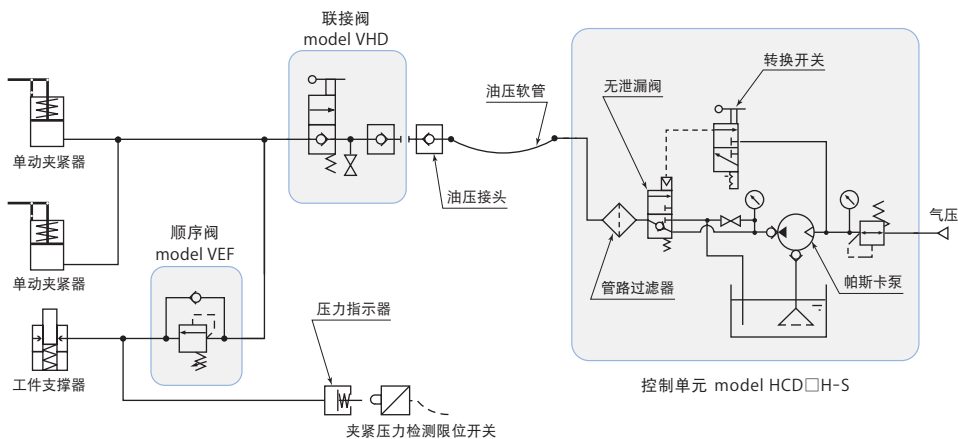 联接阀
model VHD
转换开关
无泄漏阀
油压软管
单动夹紧器
油压接头
顺序阀
model VEF
气压
单动夹紧器
管路过滤器
帕斯卡泵
压力指示器
工件支撑器
控制单元 model HCD□H-S
夹紧压力检测限位开关